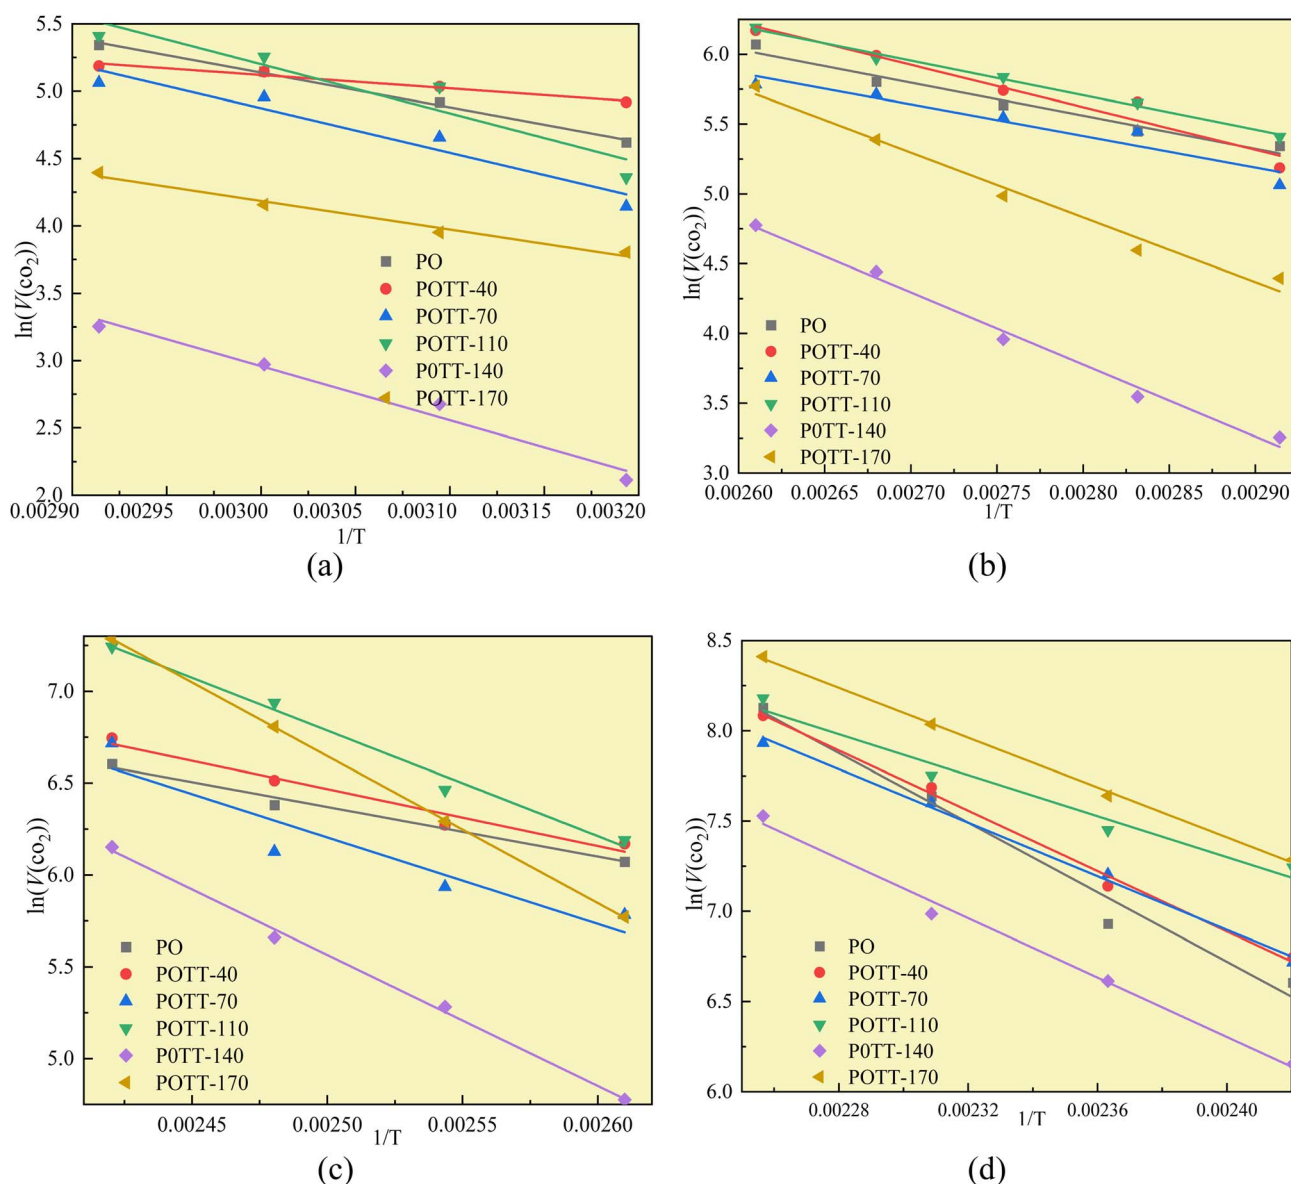 5.5
5.0
4.5
4.0
3.5
3.0
2.5
2.0
ln(V(co₂))
PO
POTT-40
POTT-70
POTT-110
P0TT-140
POTT-170
0.00290 0.00295 0.00300 0.00305 0.00310 0.00315 0.00320
1/T
(a)
6.0
5.5
5.0
4.5
4.0
3.5
3.0
ln(V(co₂))
PO
POTT-40
POTT-70
POTT-110
P0TT-140
POTT-170
0.00260 0.00265 0.00270 0.00275 0.00280 0.00285 0.00290
1/T
(b)
7.0
6.5
6.0
5.5
5.0
ln(V(co₂))
PO
POTT-40
POTT-70
POTT-110
P0TT-140
POTT-170
0.00245 0.00250 0.00255 0.00260
1/T
(c)
8.5
8.0
7.5
7.0
6.5
6.0
ln(V(co₂))
PO
POTT-40
POTT-70
POTT-110
P0TT-140
POTT-170
0.00228 0.00232 0.00236 0.00240
1/T
(d)